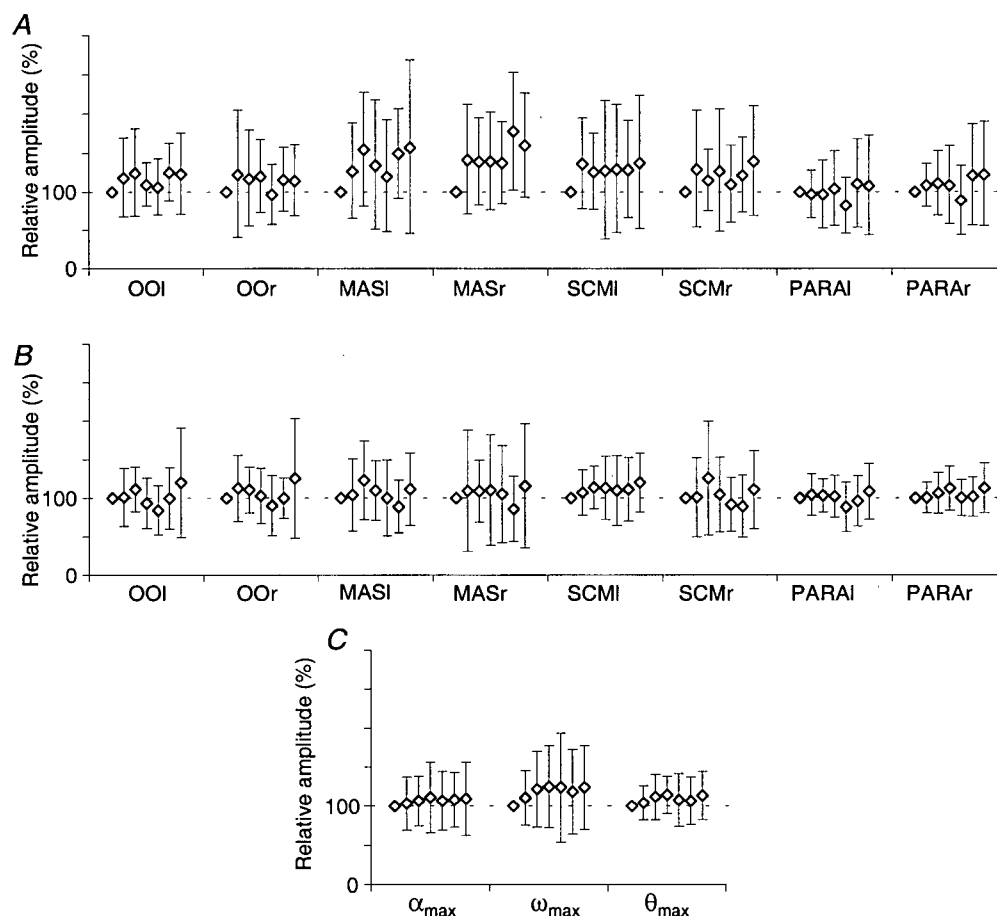 A
Relative amplitude (%)
100
0
OOl OOr MASl MASr SCMl SCMr PARAl PARAr
B
Relative amplitude (%)
100
0
OOl OOr MASl MASr SCMl SCMr PARAl PARAr
C
Relative amplitude (%)
100
0
αmax ωmax θmax